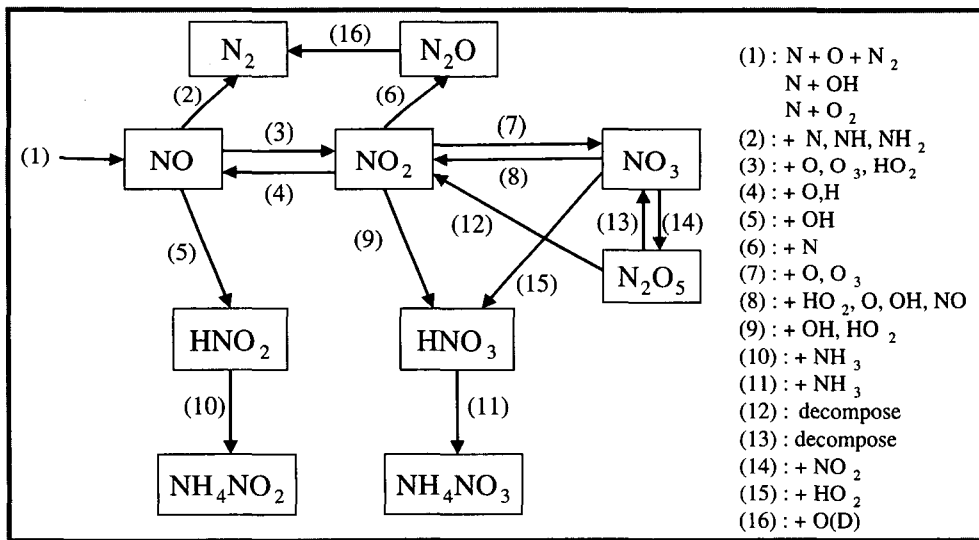 (16)
N₂
N₂O
(2)
(6)
(3)
(7)
(1)
NO
NO₂
NO₃
(4)
(8)
(5)
(9)
(12)
(13)
(14)
(15)
N₂O₅
HNO₂
HNO₃
(10)
(11)
NH₄NO₂
NH₄NO₃
(1) : N + O + N₂
N + OH
N + O₂
(2) : + N, NH, NH₂
(3) : + O, O₃, HO₂
(4) : + O,H
(5) : + OH
(6) : + N
(7) : + O, O₃
(8) : + HO₂, O, OH, NO
(9) : + OH, HO₂
(10) : + NH₃
(11) : + NH₃
(12) : decompose
(13) : decompose
(14) : + NO₂
(15) : + HO₂
(16) : + O(D)